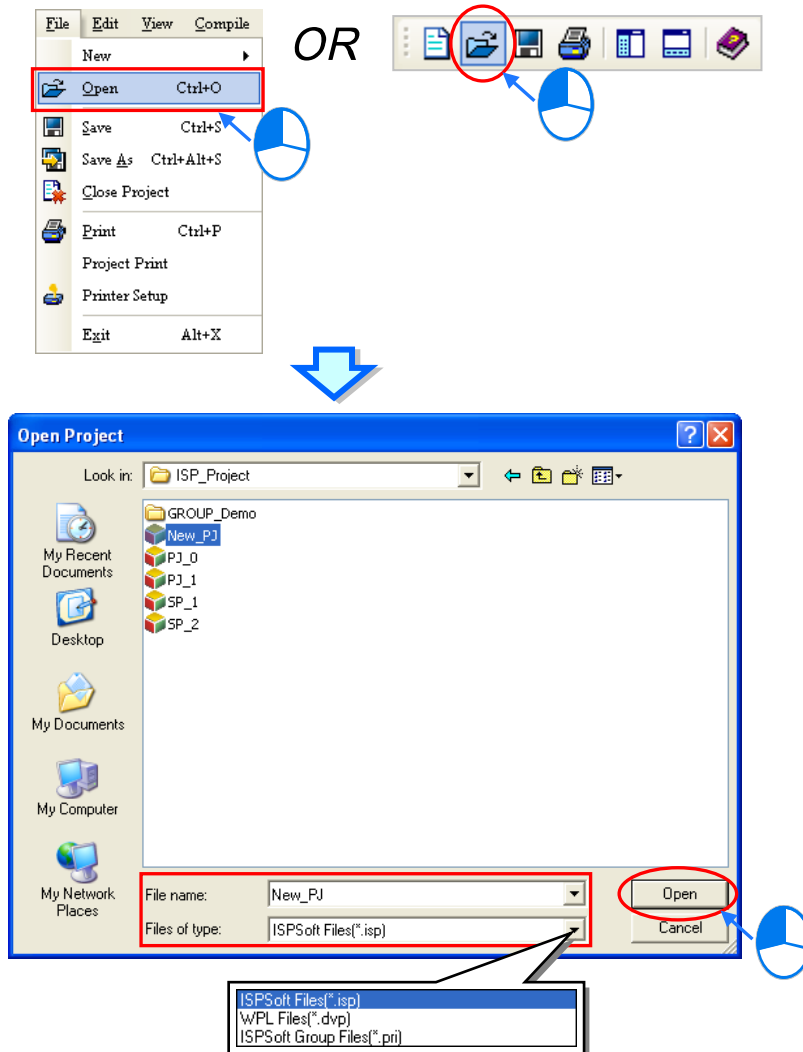 File Edit View Compile
New
Open Ctrl+O
Save Ctrl+S
Save As Ctrl+Alt+S
Close Project
Print Ctrl+P
Project Print
Printer Setup
Exit Alt+X
OR
Open Project
Look in: ISP_Project
My Recent
Documents
Desktop
My Documents
My Computer
My Network
Places
GROUP_Demo
New_PJ
PJ_0
PJ_1
SP_1
SP_2
File name: New_PJ Open
Files of type: ISPSoft Files(*.isp) Cancel
ISPSoft Files(*.isp)
WPL Files(*.dvp)
ISPSoft Group Files(*.pri)